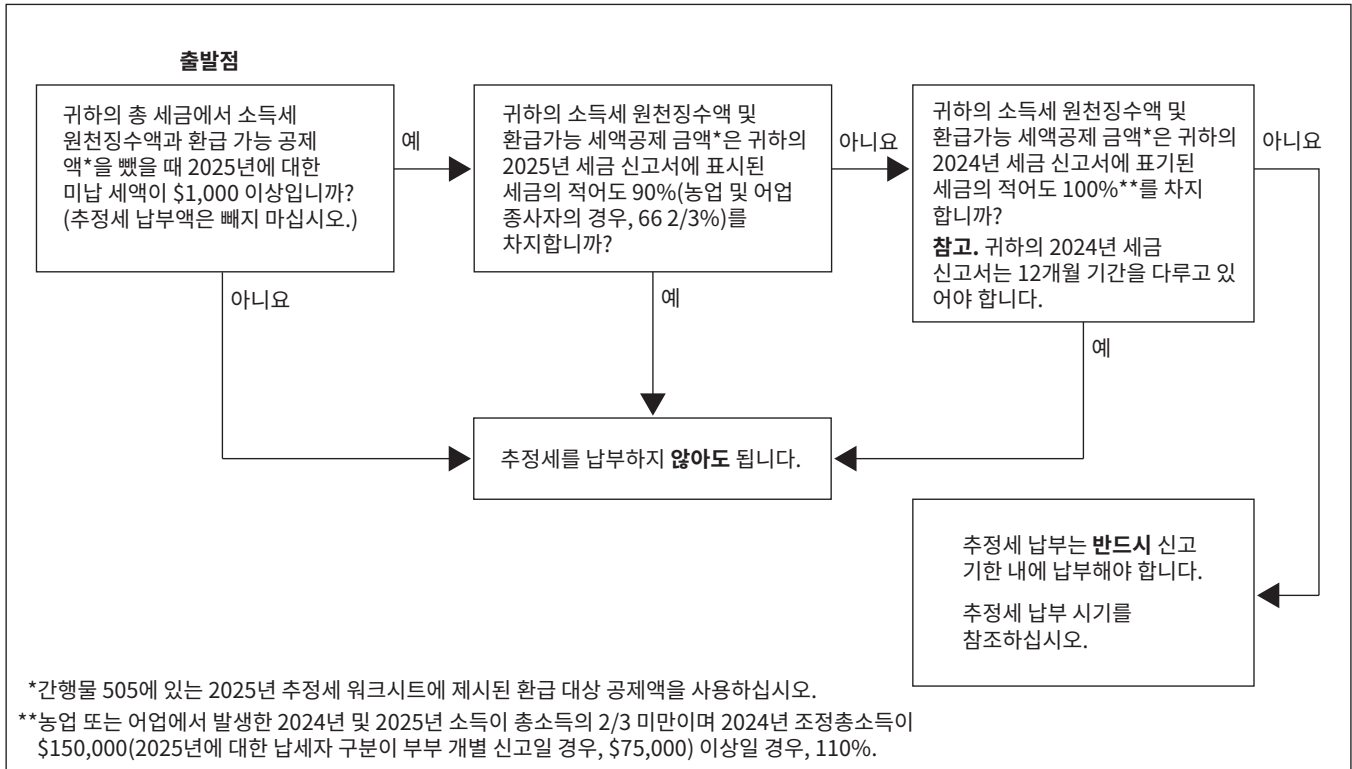 출발점
귀하의 총 세금에서 소득세
원천징수액과 환급 가능 공제
액*을 뺐을 때 2025년에 대한
미납 세액이 $1,000 이상입니까?
(추정세 납부액은 빼지 마십시오.)
예
아니요
귀하의 소득세 원천징수액 및
환급가능 세액공제 금액*은 귀하의
2025년 세금 신고서에 표시된
세금의 적어도 90%(농업 및 어업
종사자의 경우, 66 2/3%)를
차지합니까?
아니요
예
귀하의 소득세 원천징수액 및
환급가능 세액공제 금액*은 귀하의
2024년 세금 신고서에 표기된
세금의 적어도 100%**를 차지
합니까?
참고. 귀하의 2024년 세금
신고서는 12개월 기간을 다루고 있
어야 합니다.
아니요
예
추정세를 납부하지 않아도 됩니다.
추정세 납부는 반드시 신고
기한 내에 납부해야 합니다.
추정세 납부 시기를
참조하십시오.
*간행물 505에 있는 2025년 추정세 워크시트에 제시된 환급 대상 공제액을 사용하십시오.
**농업 또는 어업에서 발생한 2024년 및 2025년 소득이 총소득의 2/3 미만이며 2024년 조정총소득이
$150,000(2025년에 대한 납세자 구분이 부부 개별 신고일 경우, $75,000) 이상일 경우, 110%.